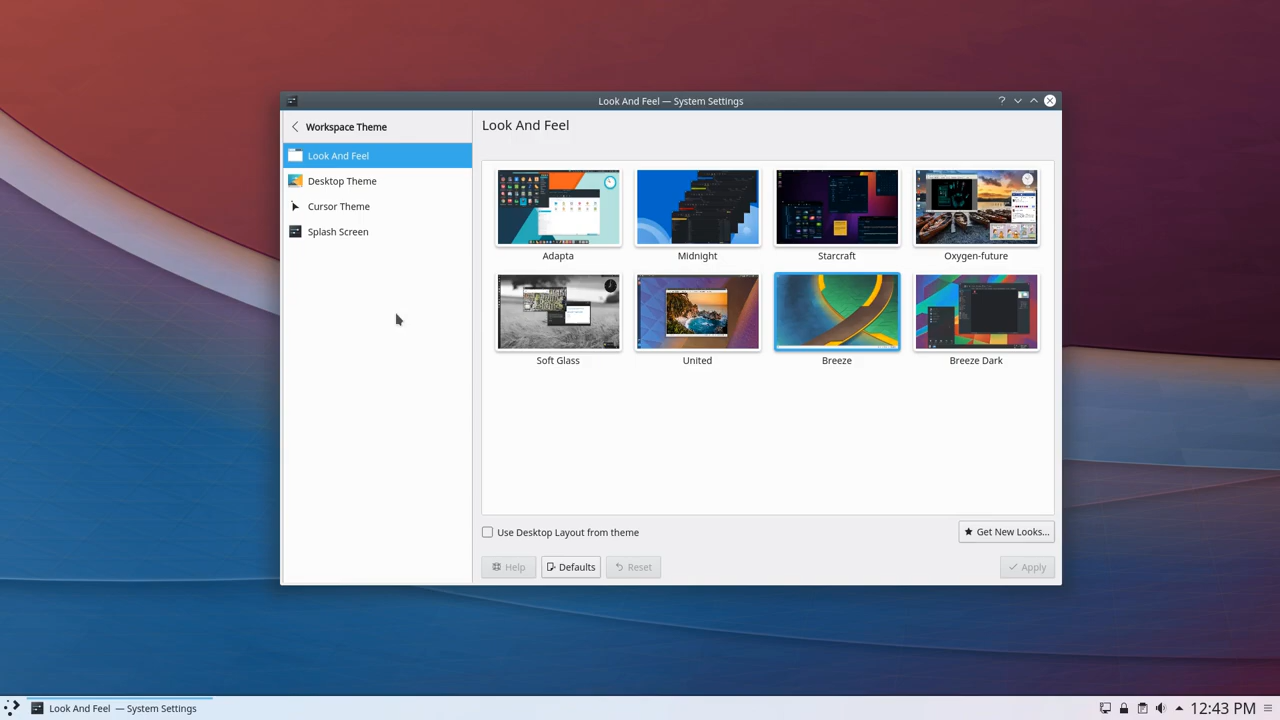 Look And Feel — System Settings
Workspace Theme
Look And Feel
Desktop Theme
Cursor Theme
Splash Screen
Look And Feel
Adapta
Midnight
Starcraft
Oxygen-future
Soft Glass
United
Breeze
Breeze Dark
Use Desktop Layout from theme
Get New Looks...
Help
Defaults
Reset
Apply
Look And Feel — System Settings
12:43 PM